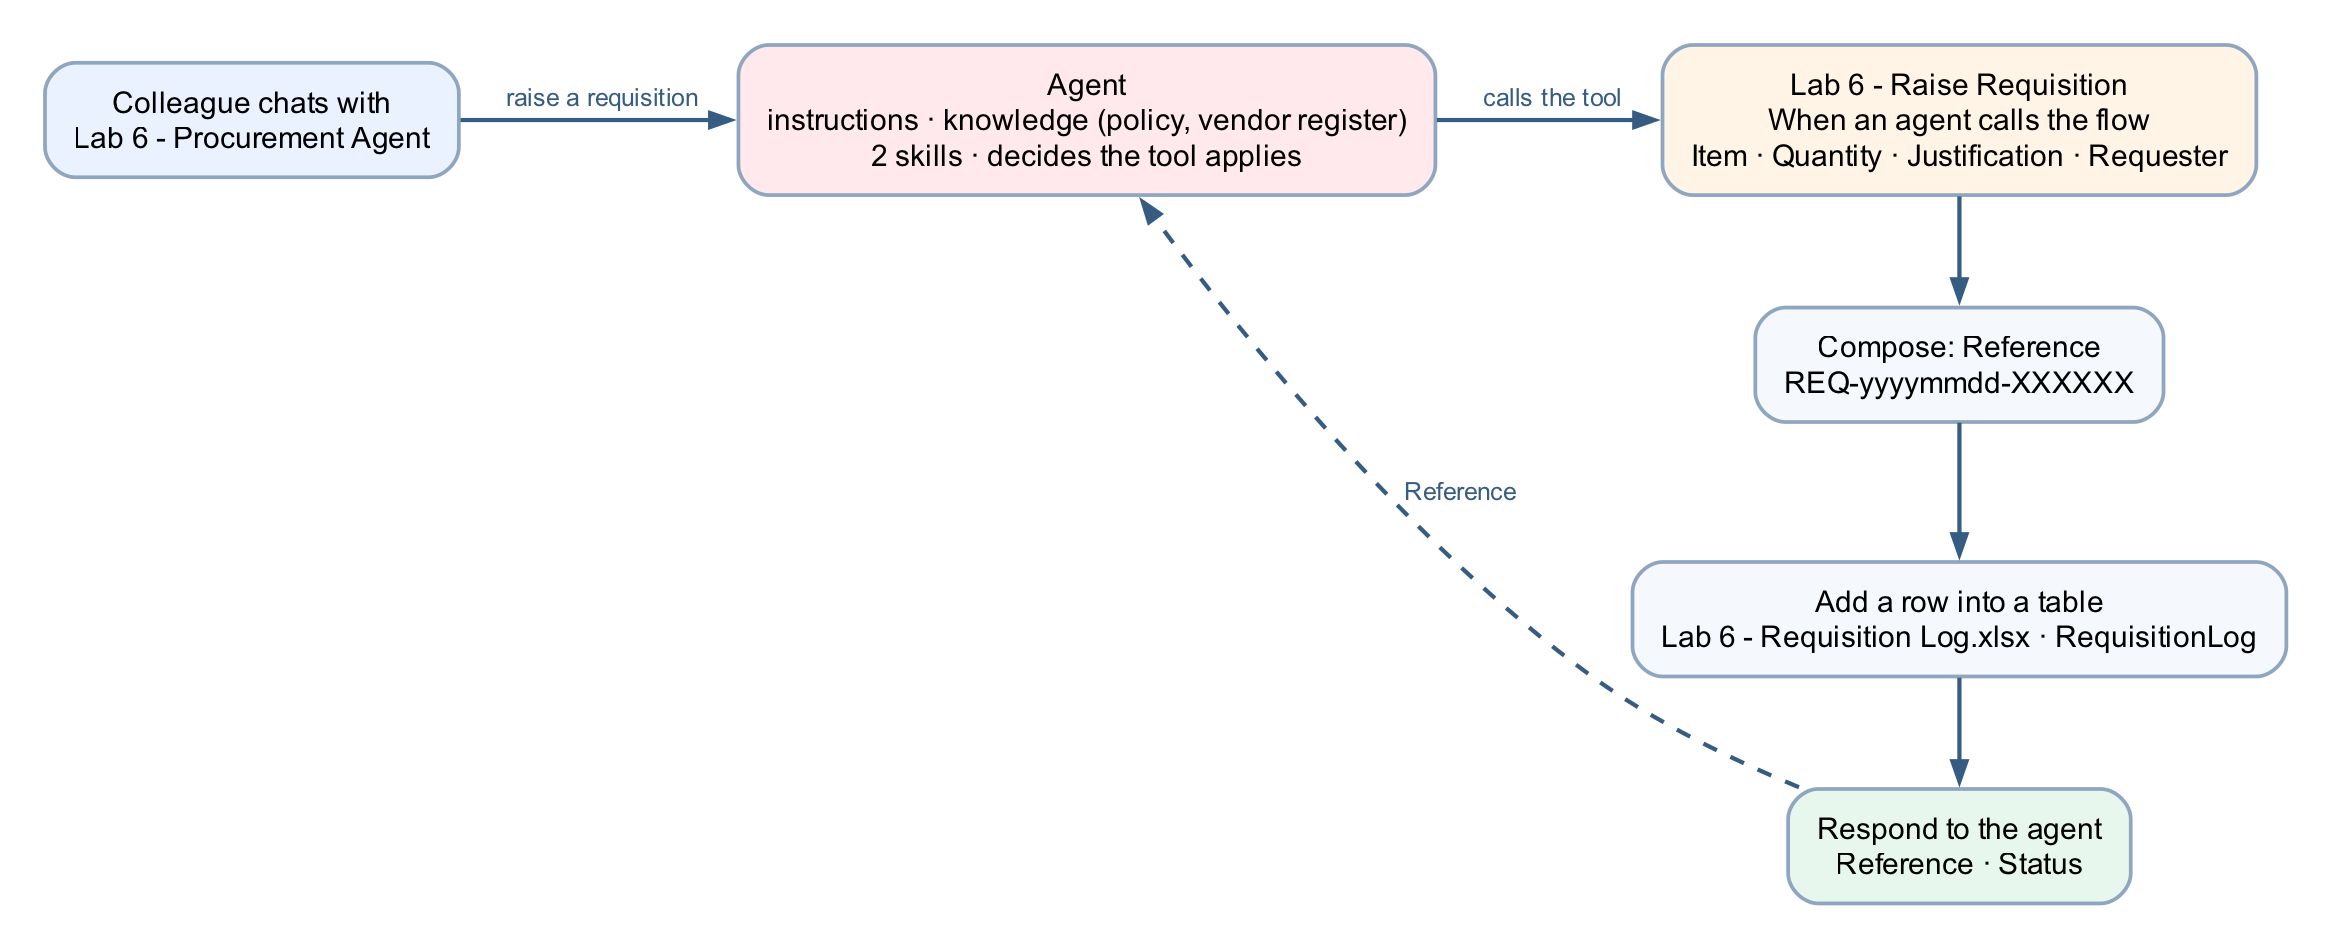 Colleague chats with
Lab 6 - Procurement Agent
raise a requisition
Agent
instructions · knowledge (policy, vendor register)
2 skills · decides the tool applies
calls the tool
Lab 6 - Raise Requisition
When an agent calls the flow
Item · Quantity · Justification · Requester
Compose: Reference
REQ-yyyymmdd-XXXXXX
Reference
Add a row into a table
Lab 6 - Requisition Log.xlsx · RequisitionLog
Respond to the agent
Reference · Status